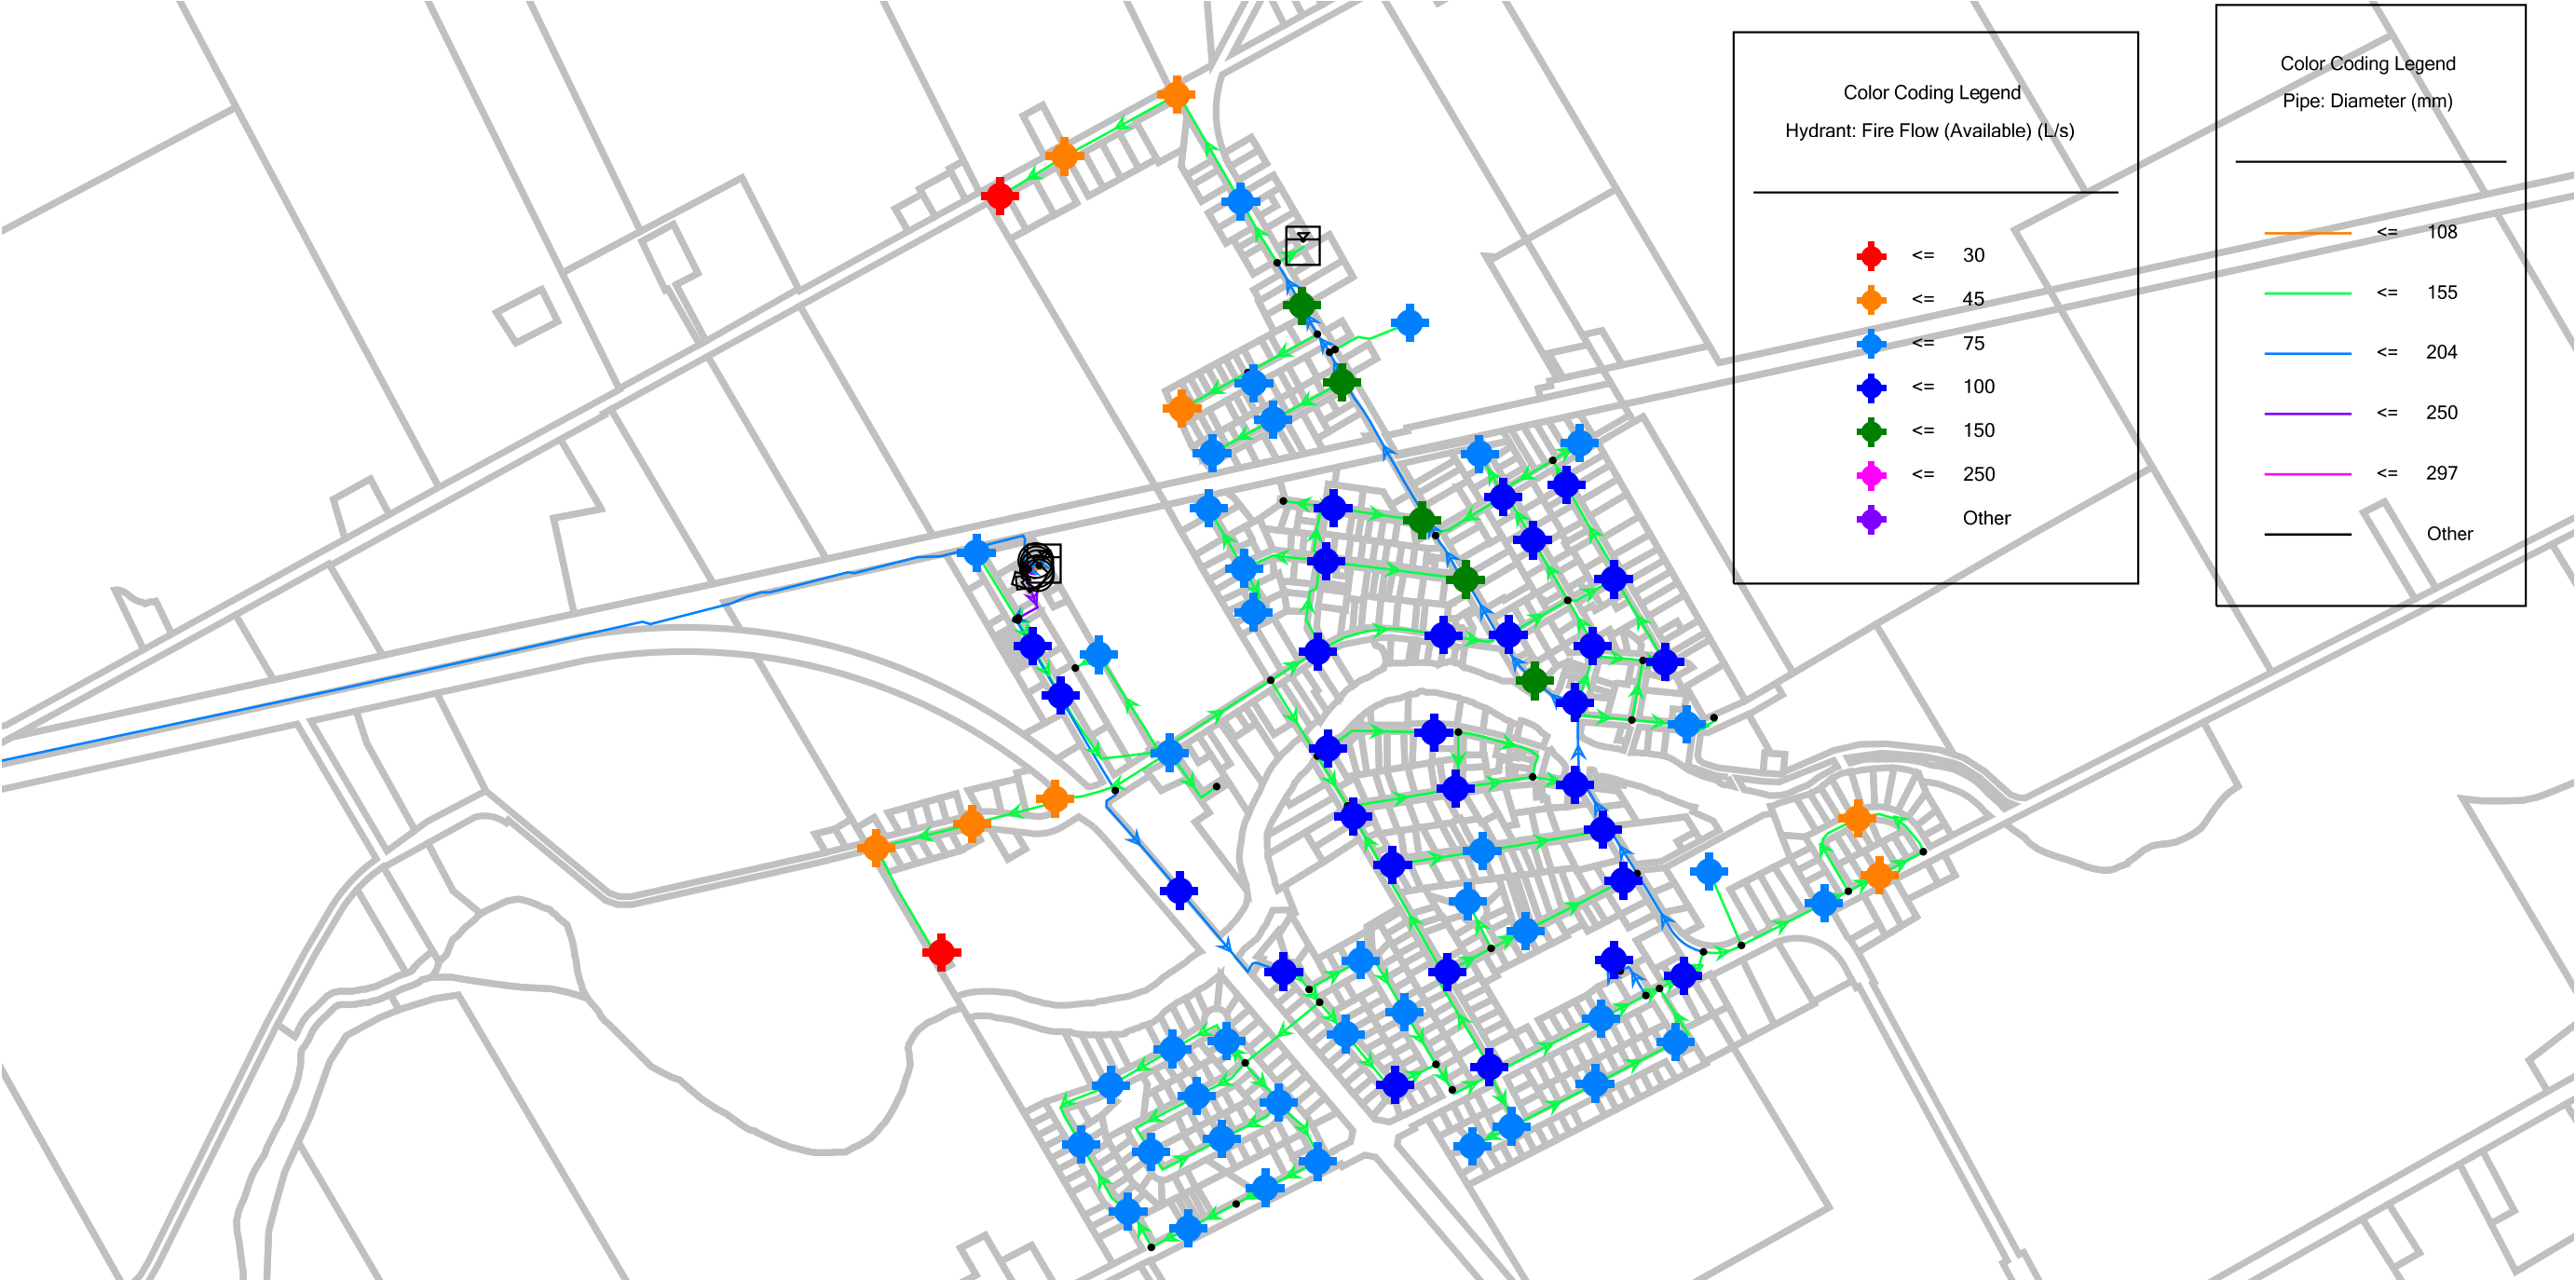 Color Coding Legend
Hydrant: Fire Flow (Available) (L/s)
<= 30
<= 45
<= 75
<= 100
<= 150
<= 250
Other
Color Coding Legend
Pipe: Diameter (mm)
<= 108
<= 155
<= 204
<= 250
<= 297
Other